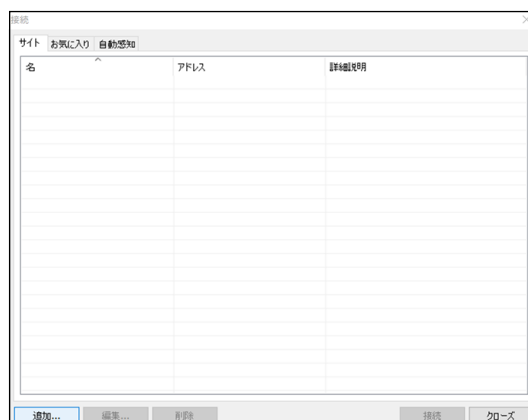 接続
サイト お気に入り 自動感知
名 アドレス 詳細説明
追加... 編集... 削除 接続 クローズ